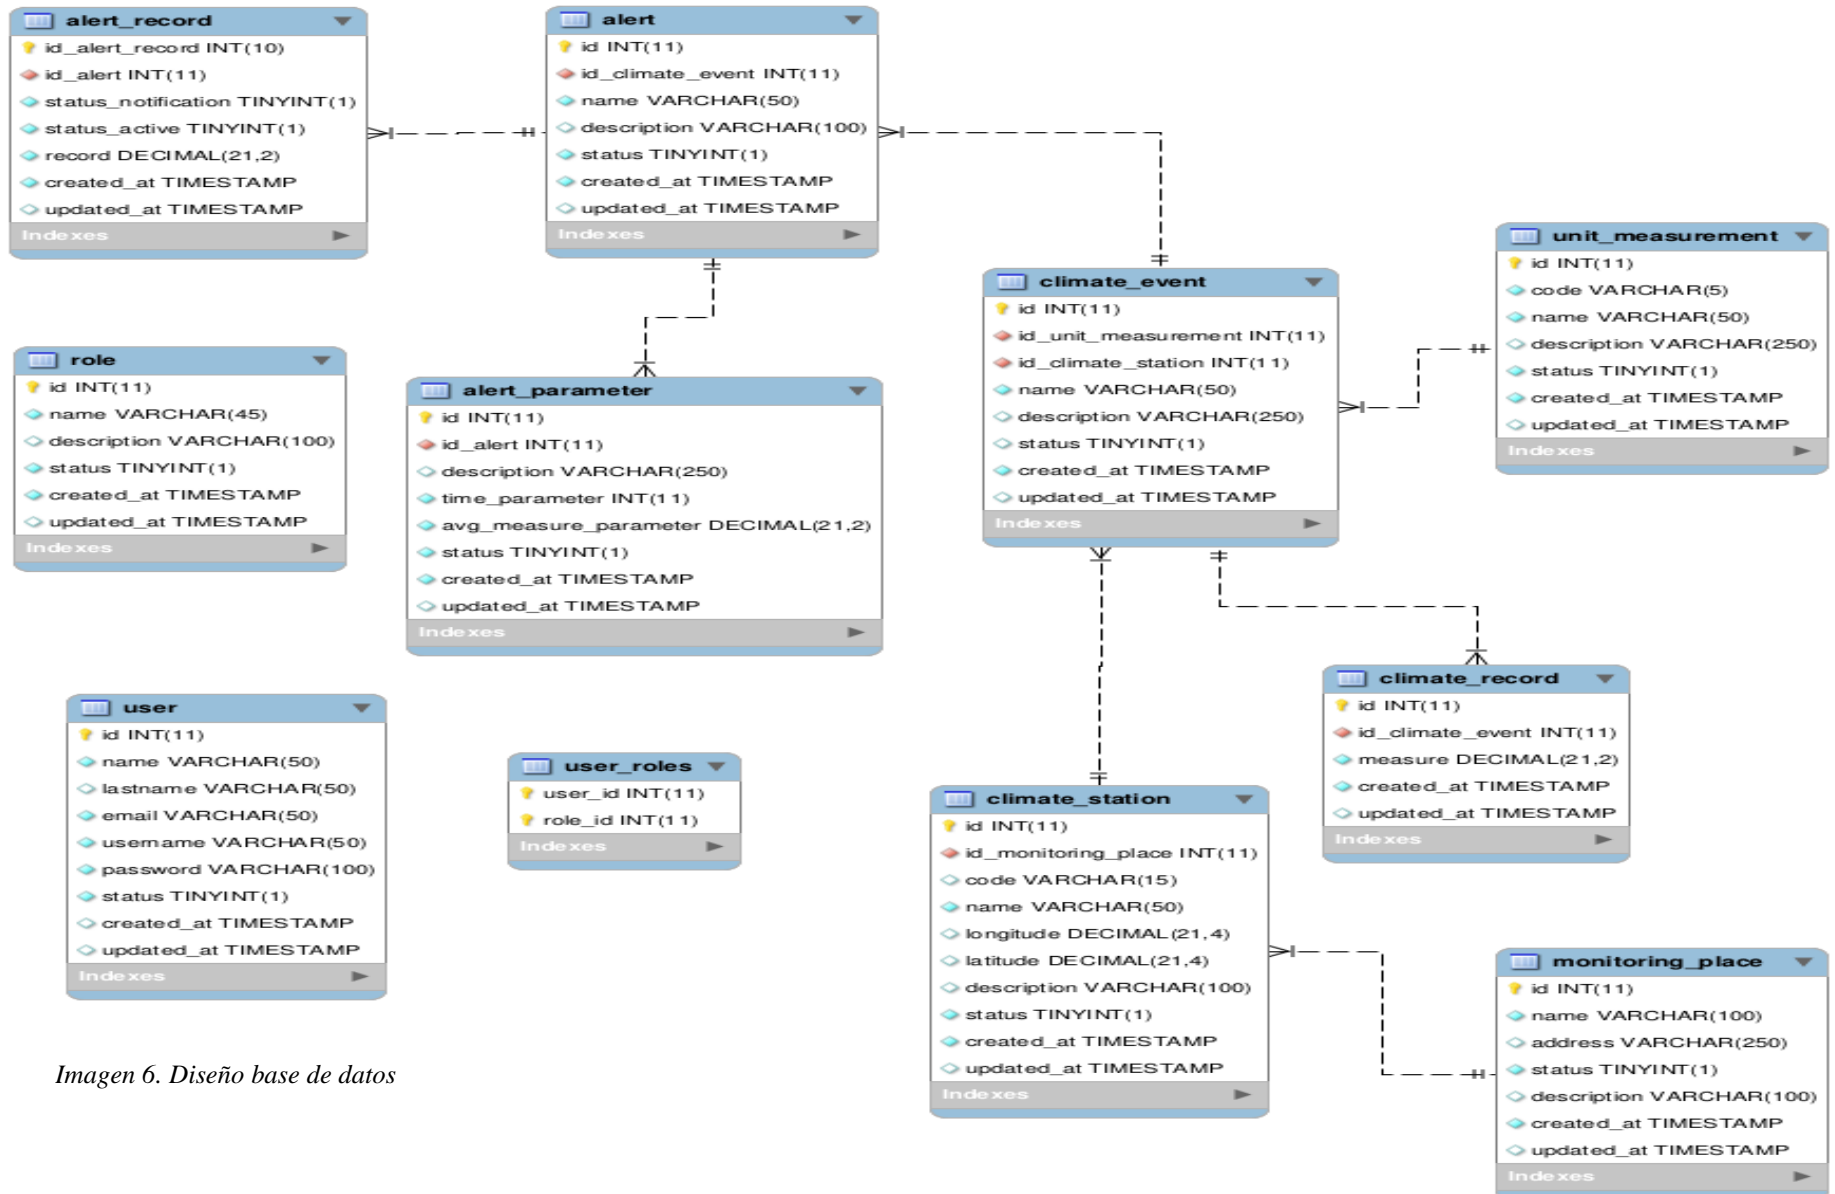 alert_record
id_alert_record INT(10)
id_alert INT(11)
status_notification TINYINT(1)
status_active TINYINT(1)
record DECIMAL(21,2)
created_at TIMESTAMP
updated_at TIMESTAMP
Indexes
alert
id INT(11)
id_climate_event INT(11)
name VARCHAR(50)
description VARCHAR(100)
status TINYINT(1)
created_at TIMESTAMP
updated_at TIMESTAMP
Indexes
climate_event
id INT(11)
id_unit_measurement INT(11)
id_climate_station INT(11)
name VARCHAR(50)
description VARCHAR(250)
status TINYINT(1)
created_at TIMESTAMP
updated_at TIMESTAMP
Indexes
unit_measurement
id INT(11)
code VARCHAR(5)
name VARCHAR(50)
description VARCHAR(250)
status TINYINT(1)
created_at TIMESTAMP
updated_at TIMESTAMP
Indexes
role
id INT(11)
name VARCHAR(45)
description VARCHAR(100)
status TINYINT(1)
created_at TIMESTAMP
updated_at TIMESTAMP
Indexes
alert_parameter
id INT(11)
id_alert INT(11)
description VARCHAR(250)
time_parameter INT(11)
avg_measure_parameter DECIMAL(21,2)
status TINYINT(1)
created_at TIMESTAMP
updated_at TIMESTAMP
Indexes
user
id INT(11)
name VARCHAR(50)
lastname VARCHAR(50)
email VARCHAR(50)
username VARCHAR(50)
password VARCHAR(100)
status TINYINT(1)
created_at TIMESTAMP
updated_at TIMESTAMP
Indexes
user_roles
user_id INT(11)
role_id INT(11)
Indexes
climate_record
id INT(11)
id_climate_event INT(11)
measure DECIMAL(21,2)
created_at TIMESTAMP
updated_at TIMESTAMP
Indexes
climate_station
id INT(11)
id_monitoring_place INT(11)
code VARCHAR(15)
name VARCHAR(50)
longitude DECIMAL(21,4)
latitude DECIMAL(21,4)
description VARCHAR(100)
status TINYINT(1)
created_at TIMESTAMP
updated_at TIMESTAMP
Indexes
monitoring_place
id INT(11)
name VARCHAR(100)
address VARCHAR(250)
status TINYINT(1)
description VARCHAR(100)
created_at TIMESTAMP
updated_at TIMESTAMP
Indexes
Imagen 6. Diseño base de datos